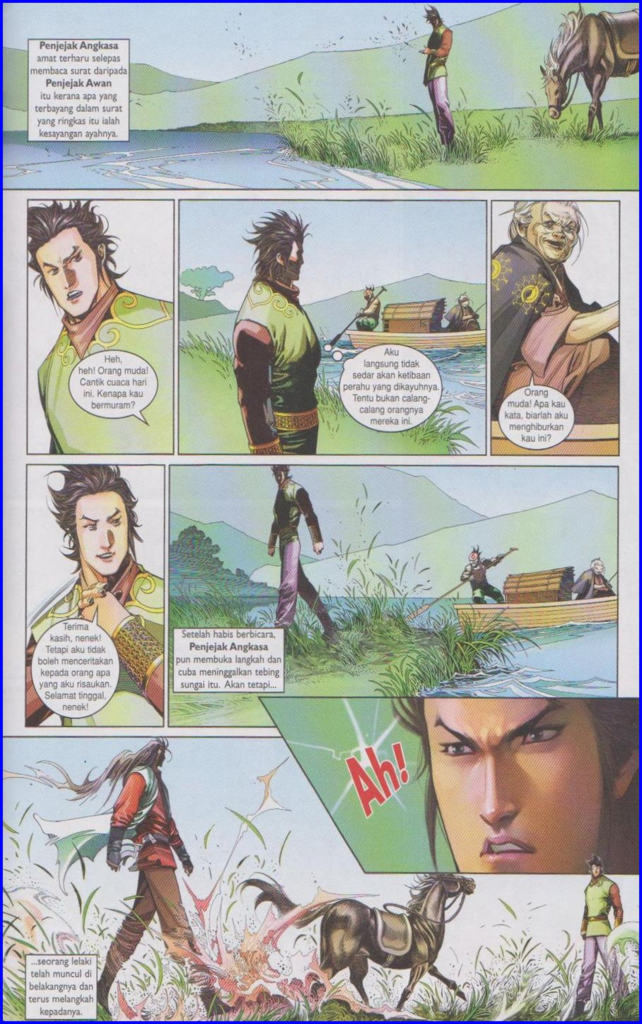 Penjejak Angkasa
amat terharu selepas
membaca surat daripada
Penjejak Awan
itu kerana apa yang
terbayang dalam surat
yang ringkas itu ialah
kesayangan ayahnya.
Heh,
heh! Orang muda!
Cantik cuaca hari
ini. Kenapa kau
bermuram?
Aku
langsung tidak
sedar akan ketibaan
perahu yang dikayuhnya.
Tentu bukan calang-
calang orangnya
mereka ini.
Orang
muda! Apa kau
kata, biarlah aku
menghiburkan
kau ini?
Terima
kasih, nenek!
Tetapi aku tidak
boleh menceritakan
kepada orang apa
yang aku risaukan.
Selamat tinggal,
nenek!
Setelah habis berbicara,
Penjejak Angkasa
pun membuka langkah dan
cuba meninggalkan tebing
sungai itu. Akan tetapi...
Ah!
...seorang lelaki
telah muncul di
belakangnya dan
terus melangkah
kepadanya.